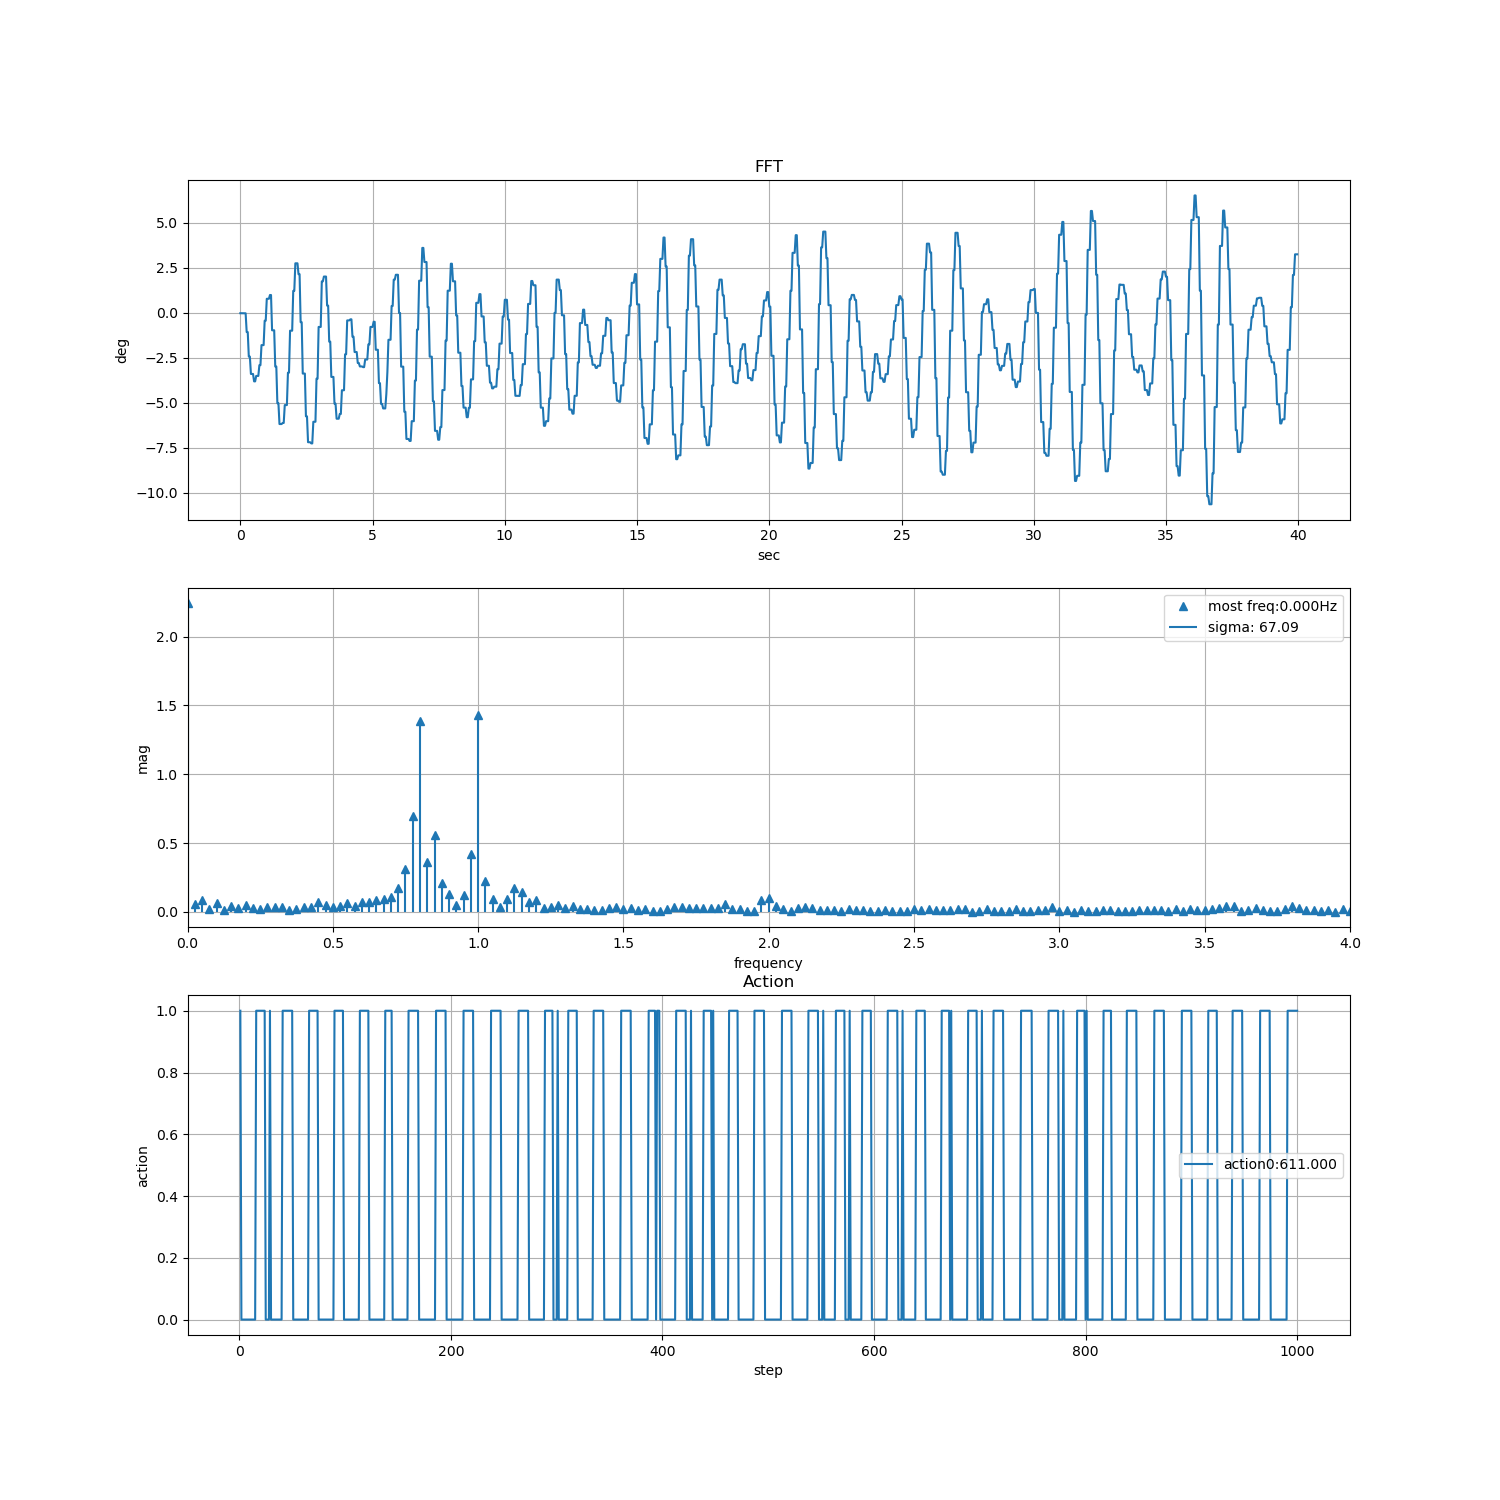 FFT
5.0
2.5
0.0
−2.5
−5.0
−7.5
−10.0
deg
0 5 10 15 20 25 30 35 40
sec
most freq:0.000Hz
sigma: 67.09
2.0
1.5
1.0
0.5
0.0
mag
0.0 0.5 1.0 1.5 2.0 2.5 3.0 3.5 4.0
frequency
Action
1.0
0.8
0.6
0.4
0.2
0.0
action
action0:611.000
0 200 400 600 800 1000
step